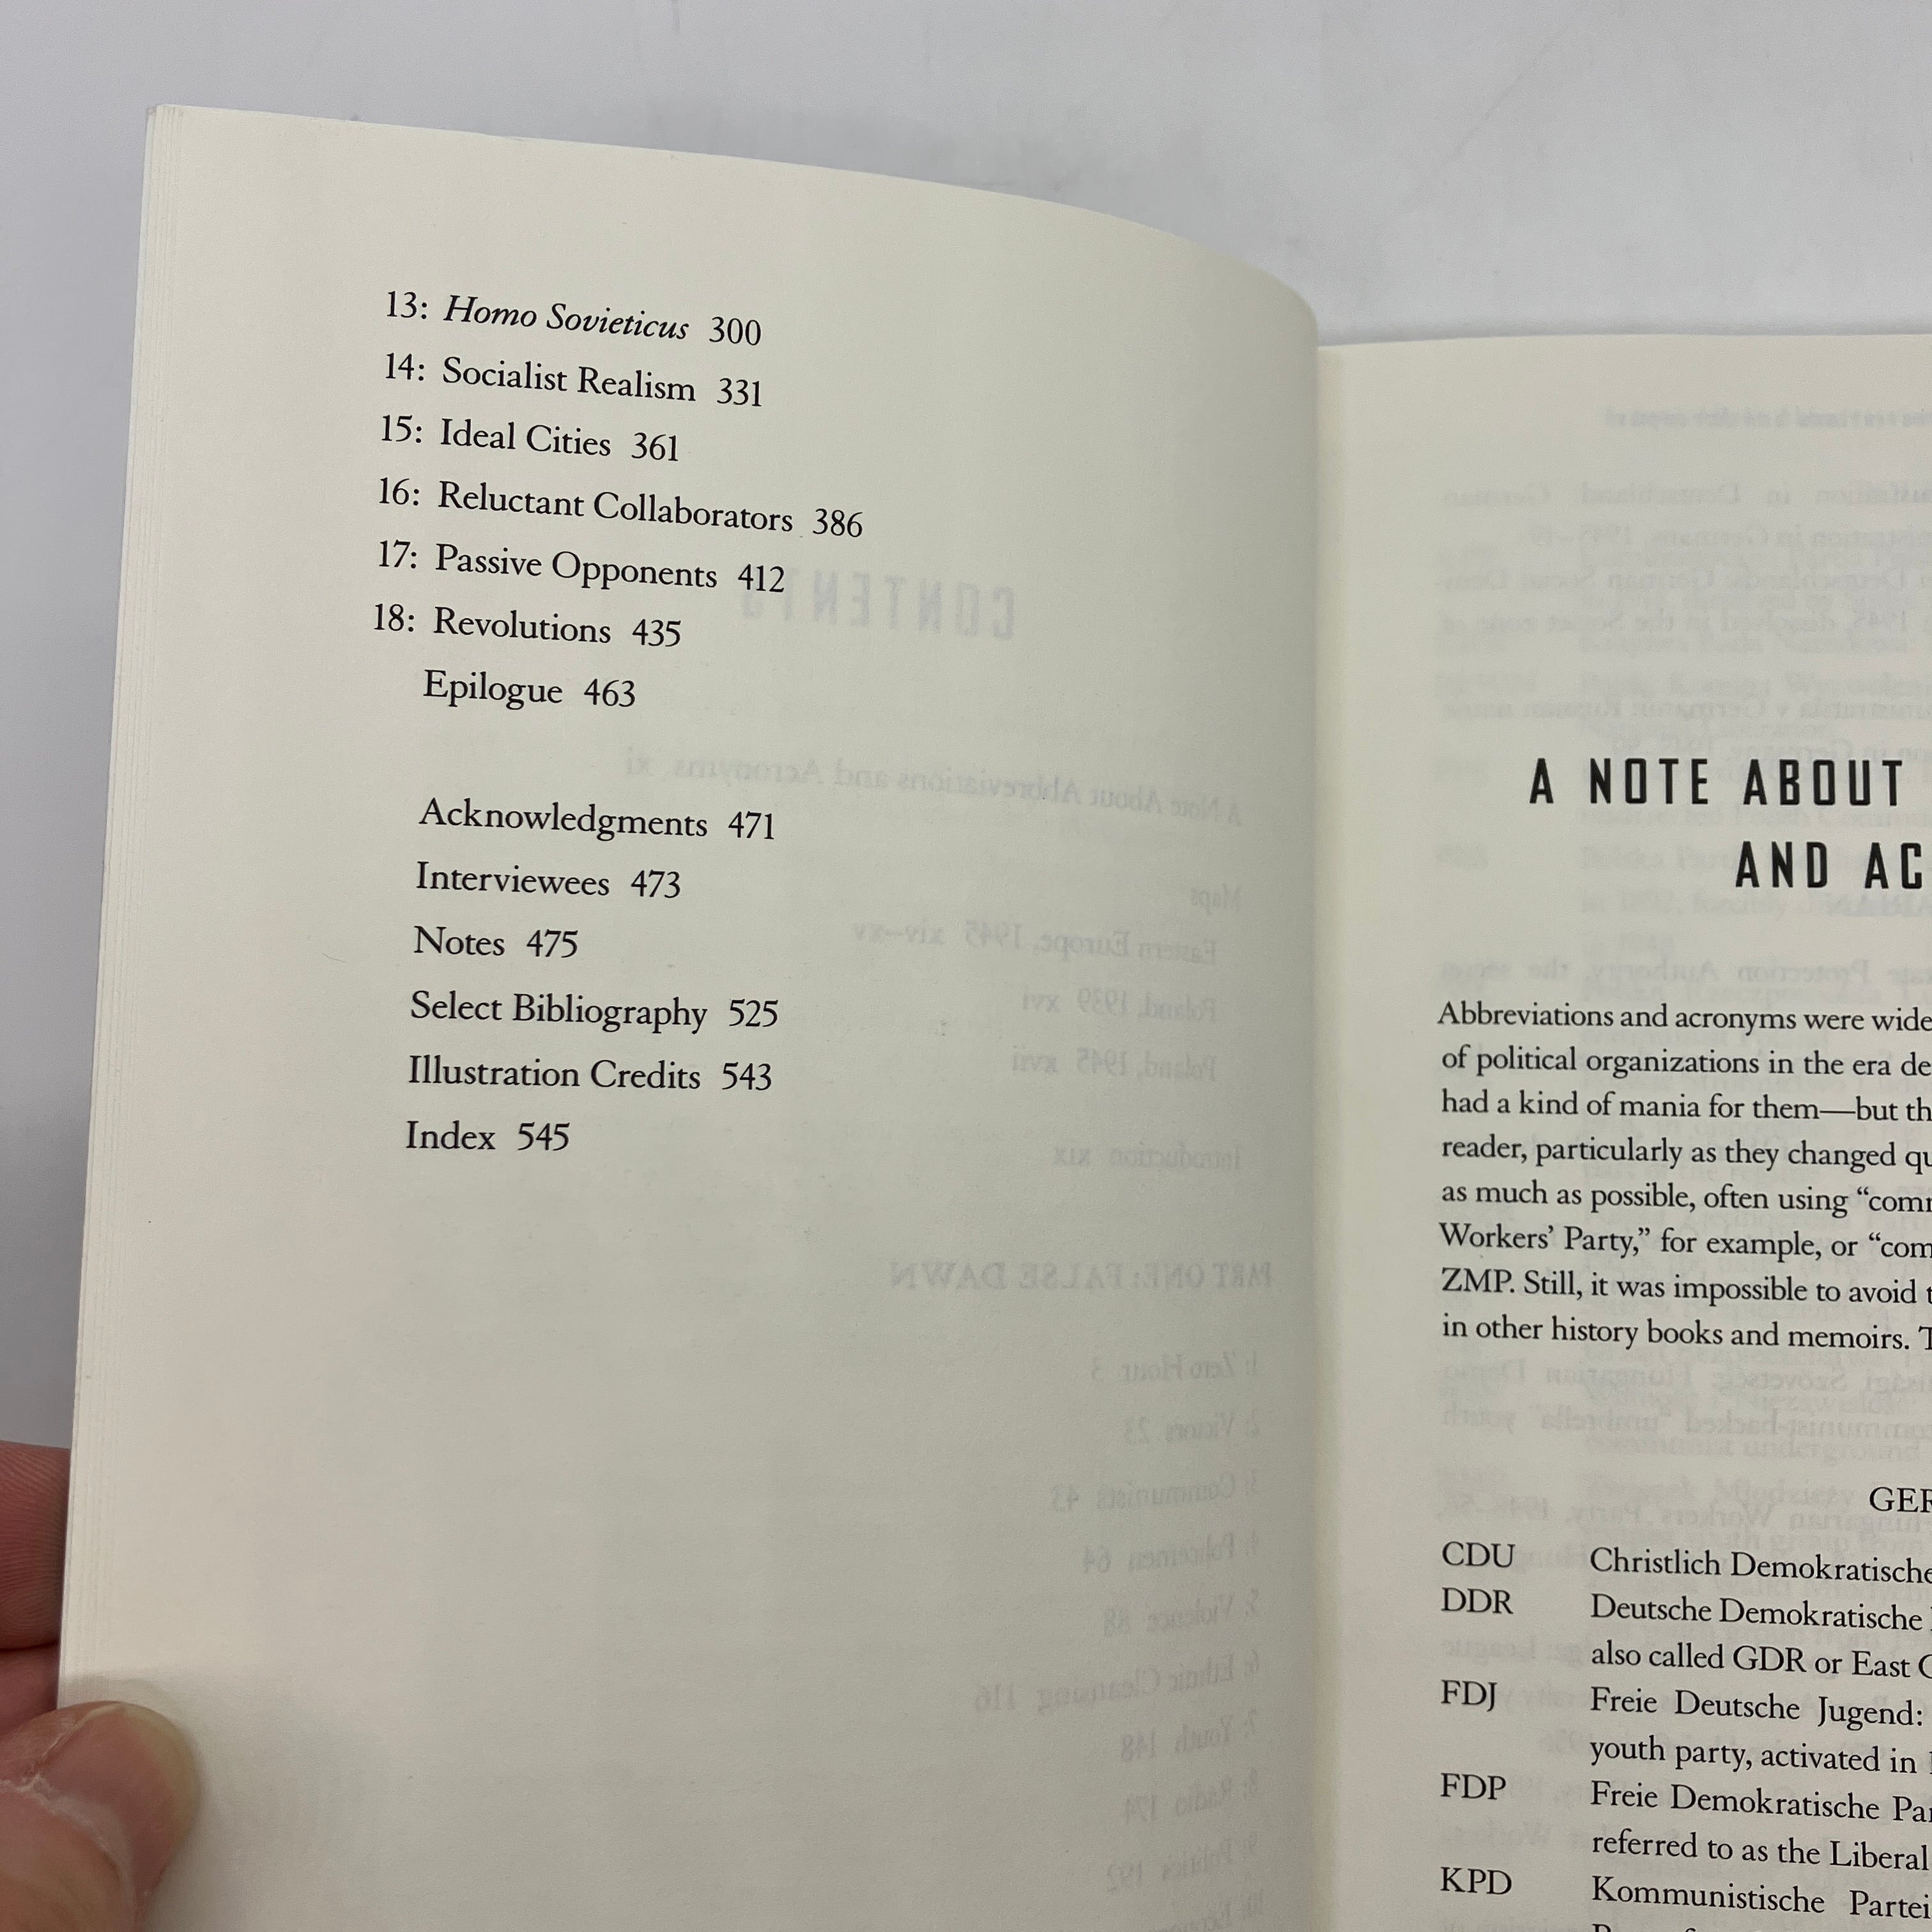 13: Homo Sovieticus 300
14: Socialist Realism 331
15: Ideal Cities 361
16: Reluctant Collaborators 386
17: Passive Opponents 412
18: Revolutions 435
Epilogue 463
Acknowledgments 471
Interviewees 473
Notes 475
Select Bibliography 525
Illustration Credits 543
Index 545
A NOTE ABOUT
AND AC
Abbreviations and acronyms were wide
of political organizations in the era de
had a kind of mania for them—but th
reader, particularly as they changed qu
as much as possible, often using “com
Workers’ Party,” for example, or “com
ZMP. Still, it was impossible to avoid t
in other history books and memoirs. T
GER
CDU Christlich Demokratische
DDR Deutsche Demokratische
also called GDR or East G
FDJ Freie Deutsche Jugend:
youth party, activated in
FDP Freie Demokratische Par
referred to as the Liberal
KPD Kommunistische Partei